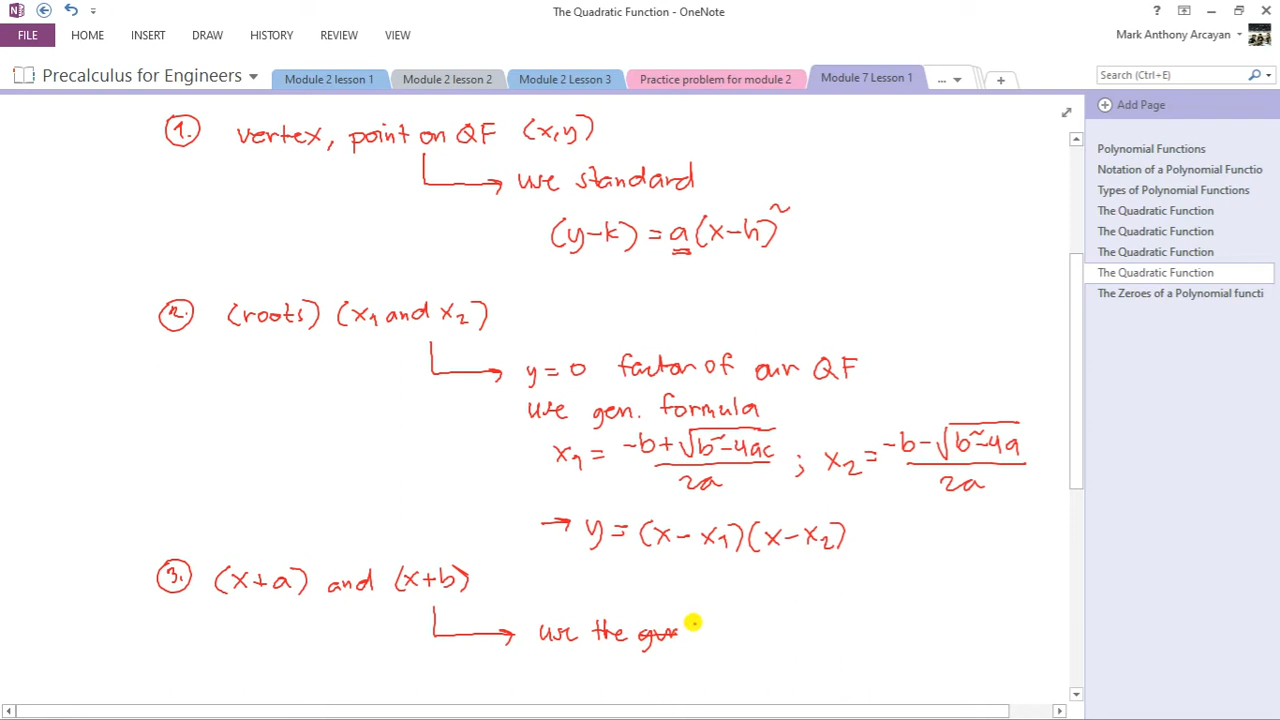 The Quadratic Function - OneNote
?
FILE HOME INSERT DRAW HISTORY REVIEW VIEW
Mark Anthony Arcayan
Precalculus for Engineers
Module 2 lesson 1
Module 2 lesson 2
Module 2 Lesson 3
Practice problem for module 2
Module 7 Lesson 1
...
+
Search (Ctrl+E)
Add Page
Polynomial Functions
Notation of a Polynomial Functio
Types of Polynomial Functions
The Quadratic Function
The Quadratic Function
The Quadratic Function
The Quadratic Function
The Zeroes of a Polynomial functi
1. vertex, point on QF (x,y)
use standard
(y-k) = a(x-h)²
2. (roots) (x₁ and x₂)
y = 0 factor of our QF
use gen. formula
x₁ = (-b+√(b²-4ac))/2a ; x₂ = (-b-√(b²-4a))/2a
→ y = (x-x₁)(x-x₂)
3. (x+a) and (x+b)
use the